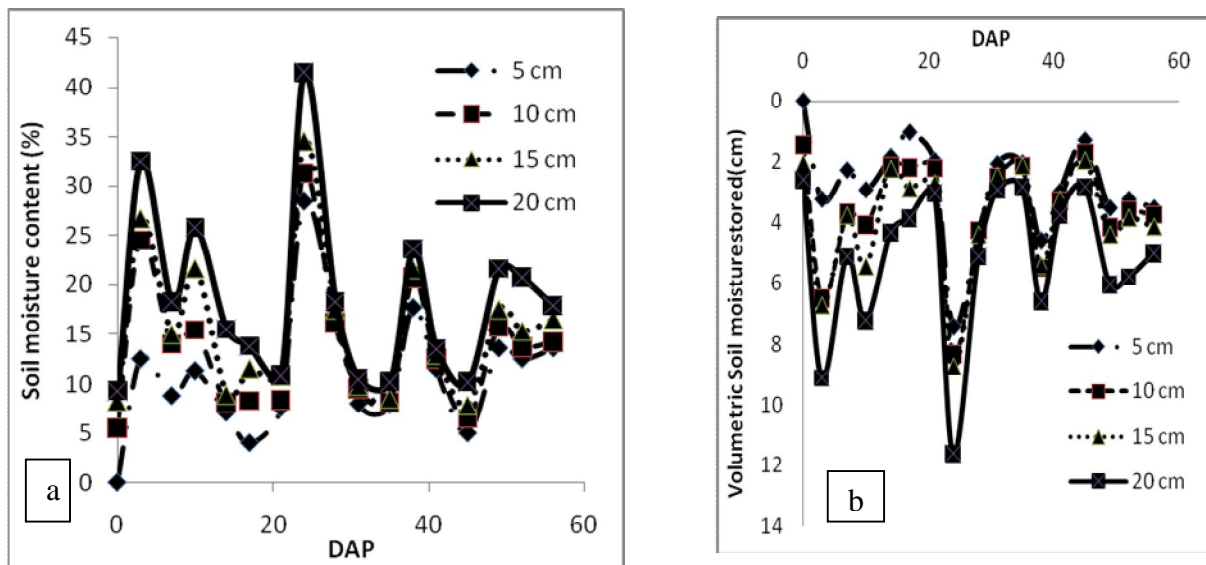 45
40
35
30
25
20
15
10
5
0
Soil moisture content (%)
5 cm
10 cm
15 cm
20 cm
a
0 20 40 60
DAP
DAP
0 20 40 60
0
2
4
6
8
10
12
14
Volumetric Soil moisturestored(cm)
5 cm
10 cm
15 cm
20 cm
b